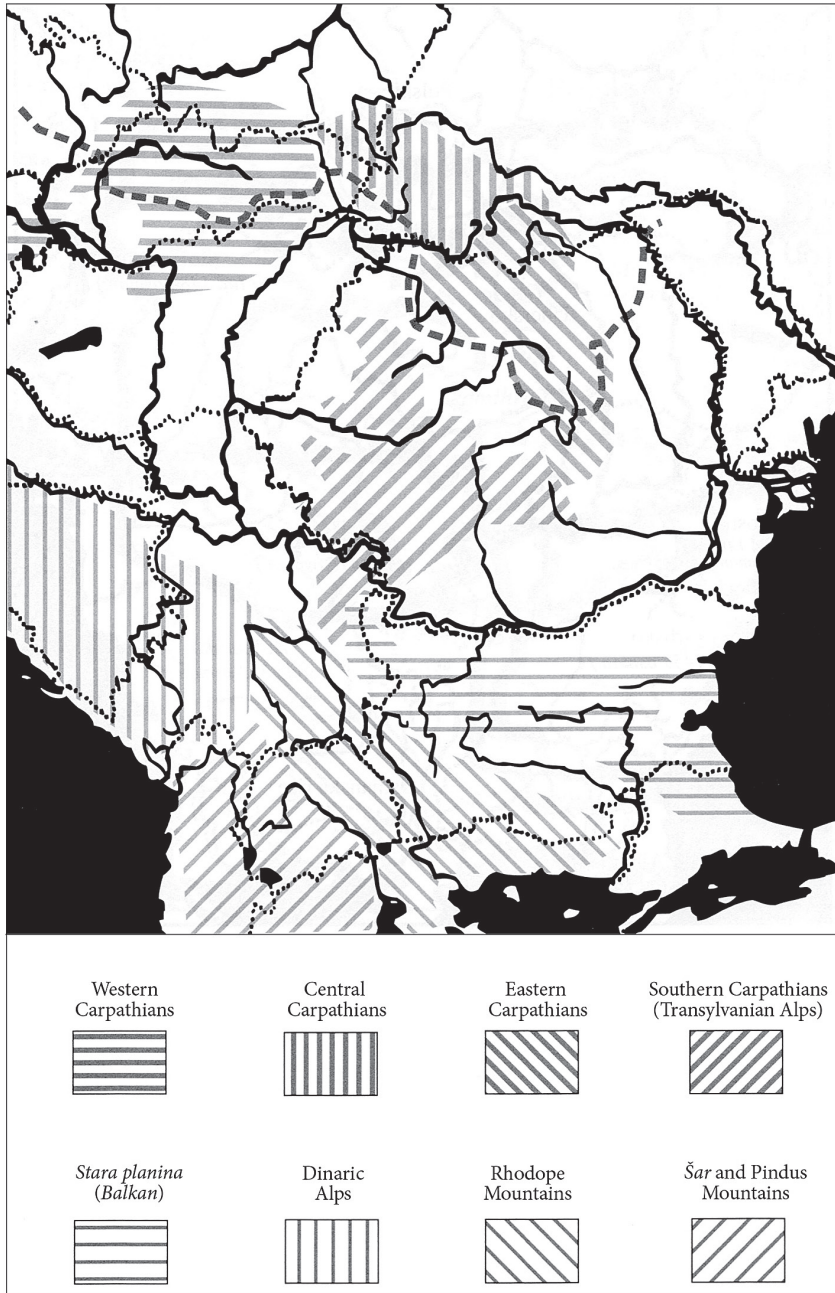 Western
Carpathians
Central
Carpathians
Eastern
Carpathians
Southern Carpathians
(Transylvanian Alps)
Stara planina
(Balkan)
Dinaric
Alps
Rhodope
Mountains
Šar and Pindus
Mountains